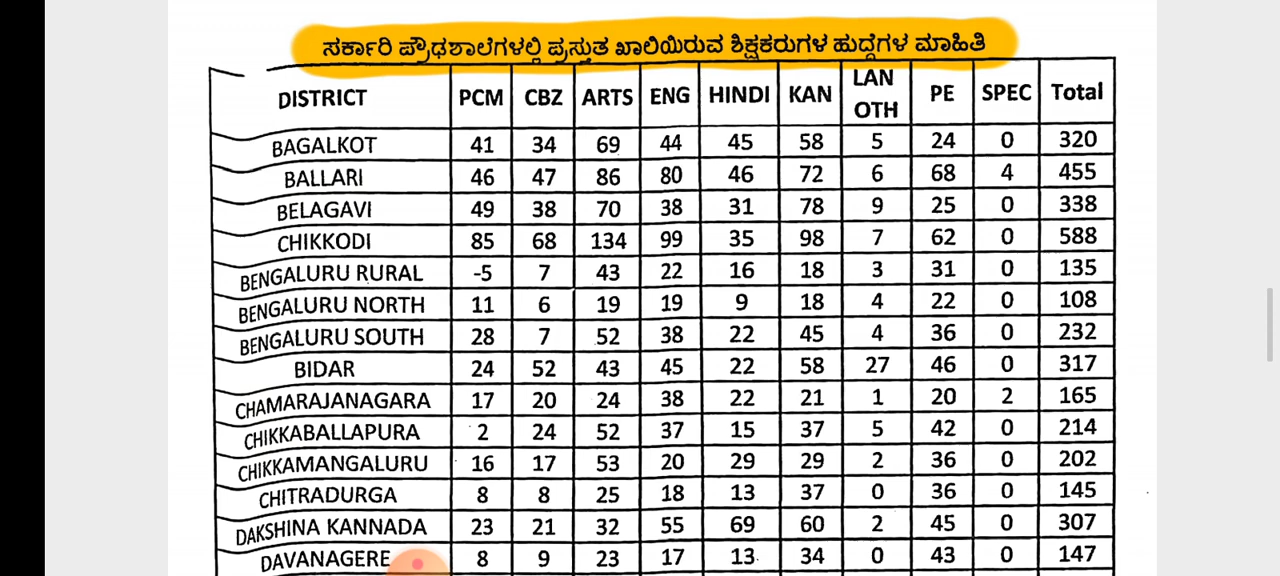 ಸರ್ಕಾರಿ ಪ್ರೌಢಶಾಲೆಗಳಲ್ಲಿ ಪ್ರಸ್ತುತ ಖಾಲಿಯಿರುವ ಶಿಕ್ಷಕರುಗಳ ಹುದ್ದೆಗಳ ಮಾಹಿತಿ
DISTRICT PCM CBZ ARTS ENG HINDI KAN LAN OTH PE SPEC Total
BAGALKOT 41 34 69 44 45 58 5 24 0 320
BALLARI 46 47 86 80 46 72 6 68 4 455
BELAGAVI 49 38 70 38 31 78 9 25 0 338
CHIKKODI 85 68 134 99 35 98 7 62 0 588
BENGALURU RURAL -5 7 43 22 16 18 3 31 0 135
BENGALURU NORTH 11 6 19 19 9 18 4 22 0 108
BENGALURU SOUTH 28 7 52 38 22 45 4 36 0 232
BIDAR 24 52 43 45 22 58 27 46 0 317
CHAMARAJANAGARA 17 20 24 38 22 21 1 20 2 165
CHIKKABALLAPURA 2 24 52 37 15 37 5 42 0 214
CHIKKAMANGALURU 16 17 53 20 29 29 2 36 0 202
CHITRADURGA 8 8 25 18 13 37 0 36 0 145
DAKSHINA KANNADA 23 21 32 55 69 60 2 45 0 307
DAVANAGERE 8 9 23 17 13 34 0 43 0 147